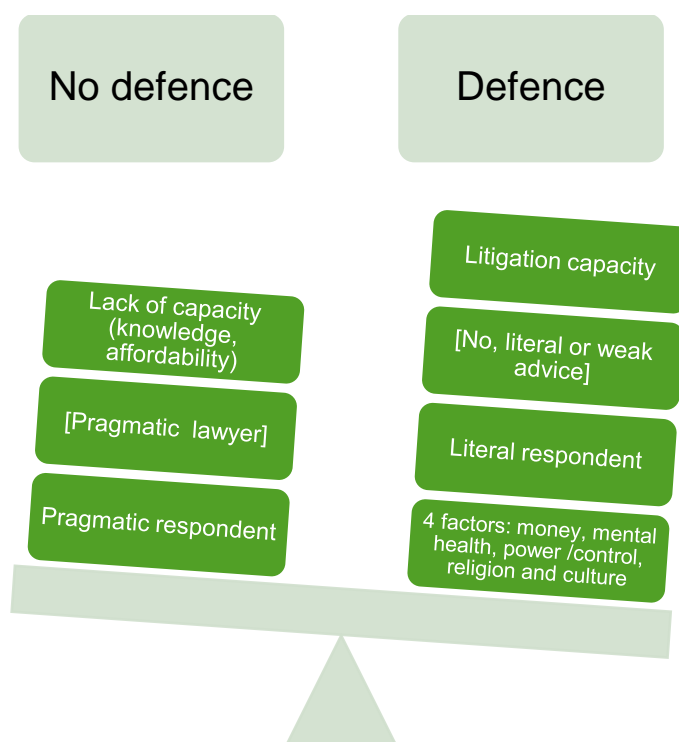 No defence
Defence
Lack of capacity
(knowledge,
affordability)
[Pragmatic lawyer]
Pragmatic respondent
Litigation capacity
[No, literal or weak
advice]
Literal respondent
4 factors: money, mental
health, power /control,
religion and culture